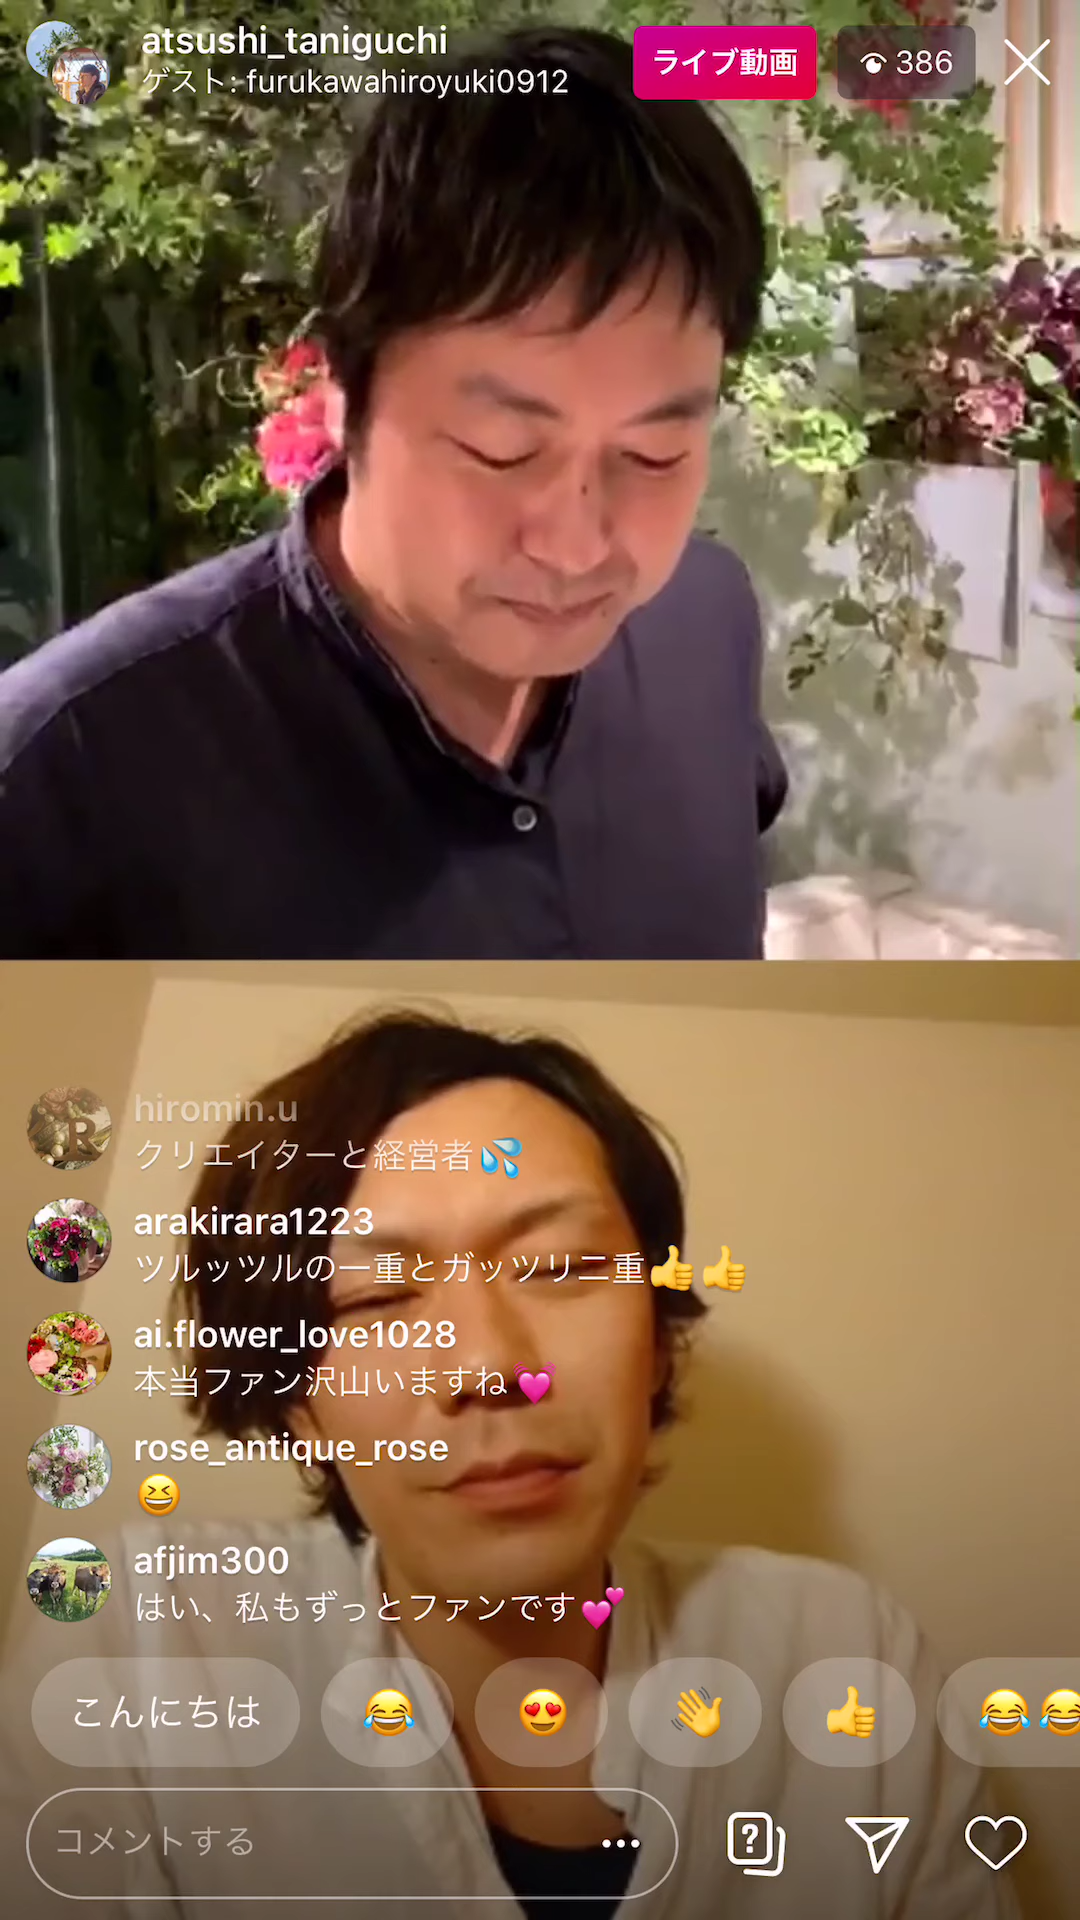 atsushi_taniguchi
ゲスト: furukawahiroyuki0912
ライブ動画
386
hiromin.u
クリエイターと経営者💦
arakirara1223
ツルッツルの一重とガッツリ二重👍👍
ai.flower_love1028
本当ファン沢山いますね💓
rose_antique_rose
😆
afjim300
はい、私もずっとファンです💕
こんにちは 😂 😍 👋 👍 😂😂
コメントする